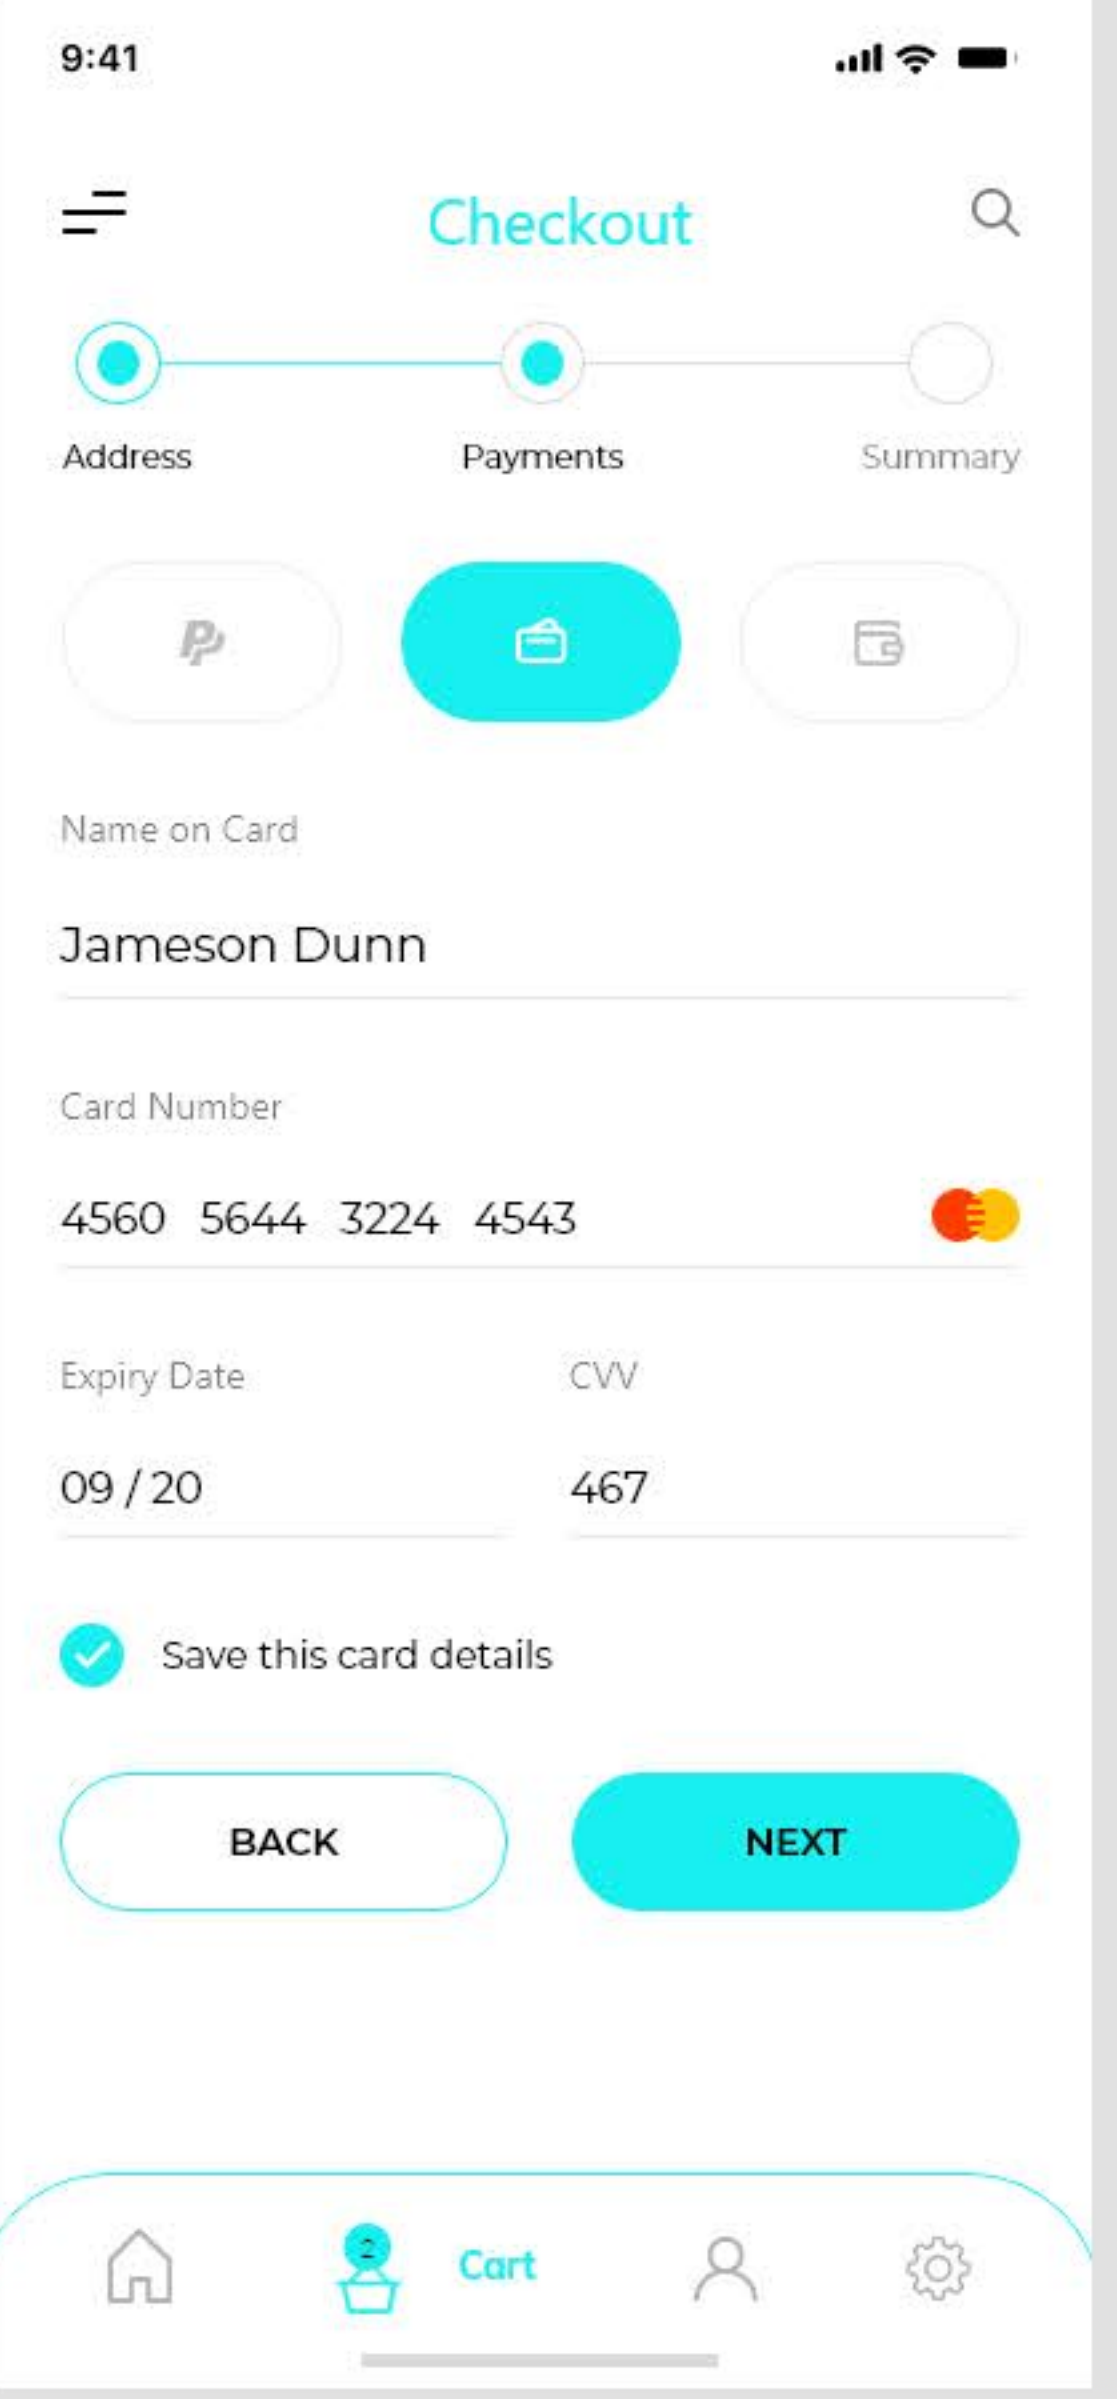 9:41
Checkout
Address Payments Summary
Name on Card
Jameson Dunn
Card Number
4560 5644 3224 4543
Expiry Date CVV
09 / 20 467
Save this card details
BACK NEXT
2 Cart